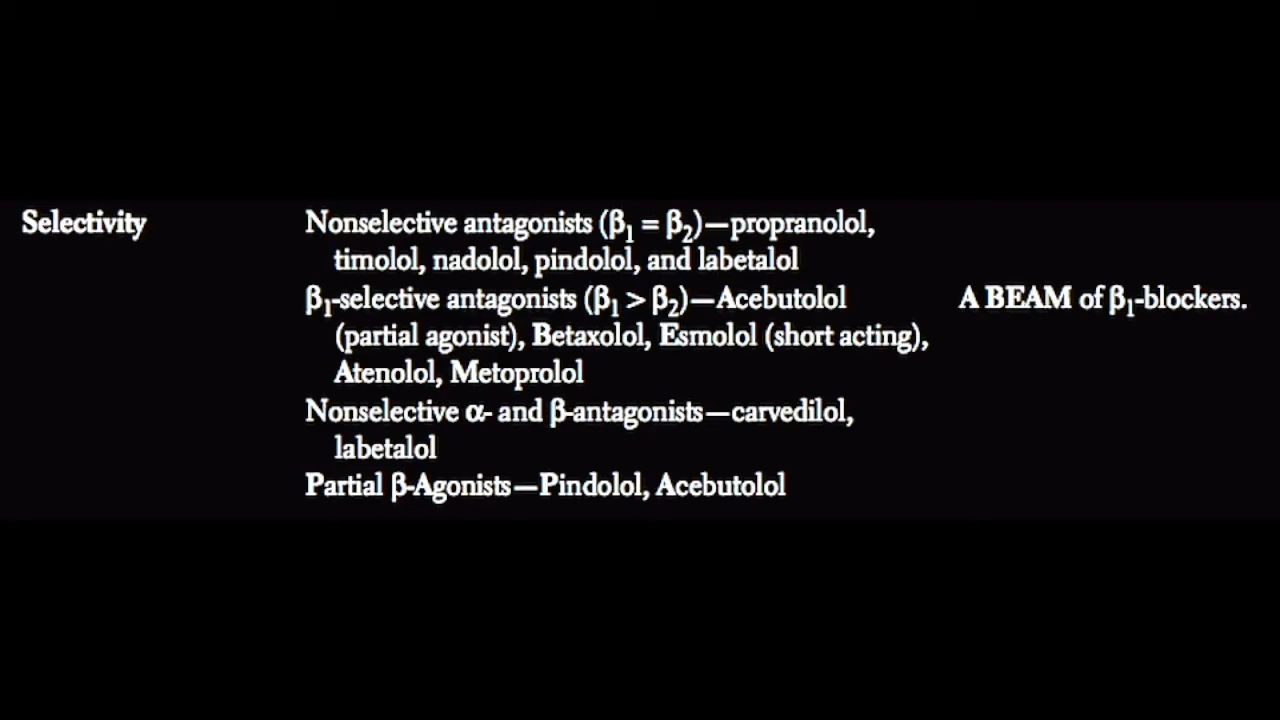 Selectivity
Nonselective antagonists (β₁ = β₂)—propranolol,
timolol, nadolol, pindolol, and labetalol
β₁-selective antagonists (β₁ > β₂)—Acebutolol
A BEAM of β₁-blockers.
(partial agonist), Betaxolol, Esmolol (short acting),
Atenolol, Metoprolol
Nonselective α- and β-antagonists—carvedilol,
labetalol
Partial β-Agonists—Pindolol, Acebutolol